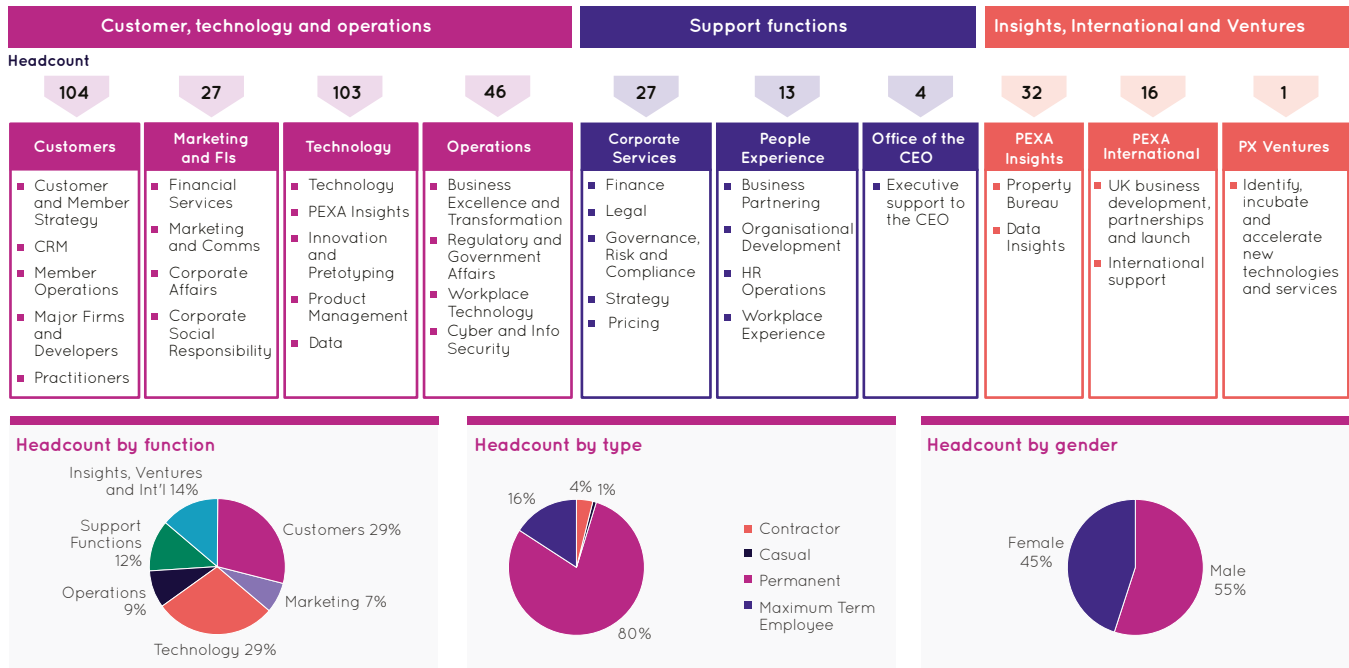 Customer, technology and operations
Support functions
Insights, International and Ventures
Headcount
104
27
103
46
27
13
4
32
16
1
Customers
Customer
and Member
Strategy
CRM
Member
Operations
Major Firms
and
Developers
Practitioners
Marketing
and FIs
Financial
Services
Marketing
and Comms
Corporate
Affairs
Corporate
Social
Responsibility
Technology
Technology
PEXA Insights
Innovation
and
Pretotyping
Product
Management
Data
Operations
Business
Excellence and
Transformation
Regulatory and
Government
Affairs
Workplace
Technology
Cyber and Info
Security
Corporate
Services
Finance
Legal
Governance,
Risk and
Compliance
Strategy
Pricing
People
Experience
Business
Partnering
Organisational
Development
HR
Operations
Workplace
Experience
Office of the
CEO
Executive
support to
the CEO
PEXA
Insights
Property
Bureau
Data
Insights
PEXA
International
UK business
development,
partnerships
and launch
International
support
PX Ventures
Identify,
incubate
and
accelerate
new
technologies
and services
Headcount by function
Insights, Ventures
and Int'l 14%
Support
Functions
12%
Operations
9%
Technology 29%
Marketing 7%
Customers 29%
Headcount by type
16%
4%
1%
80%
Contractor
Casual
Permanent
Maximum Term
Employee
Headcount by gender
Female
45%
Male
55%